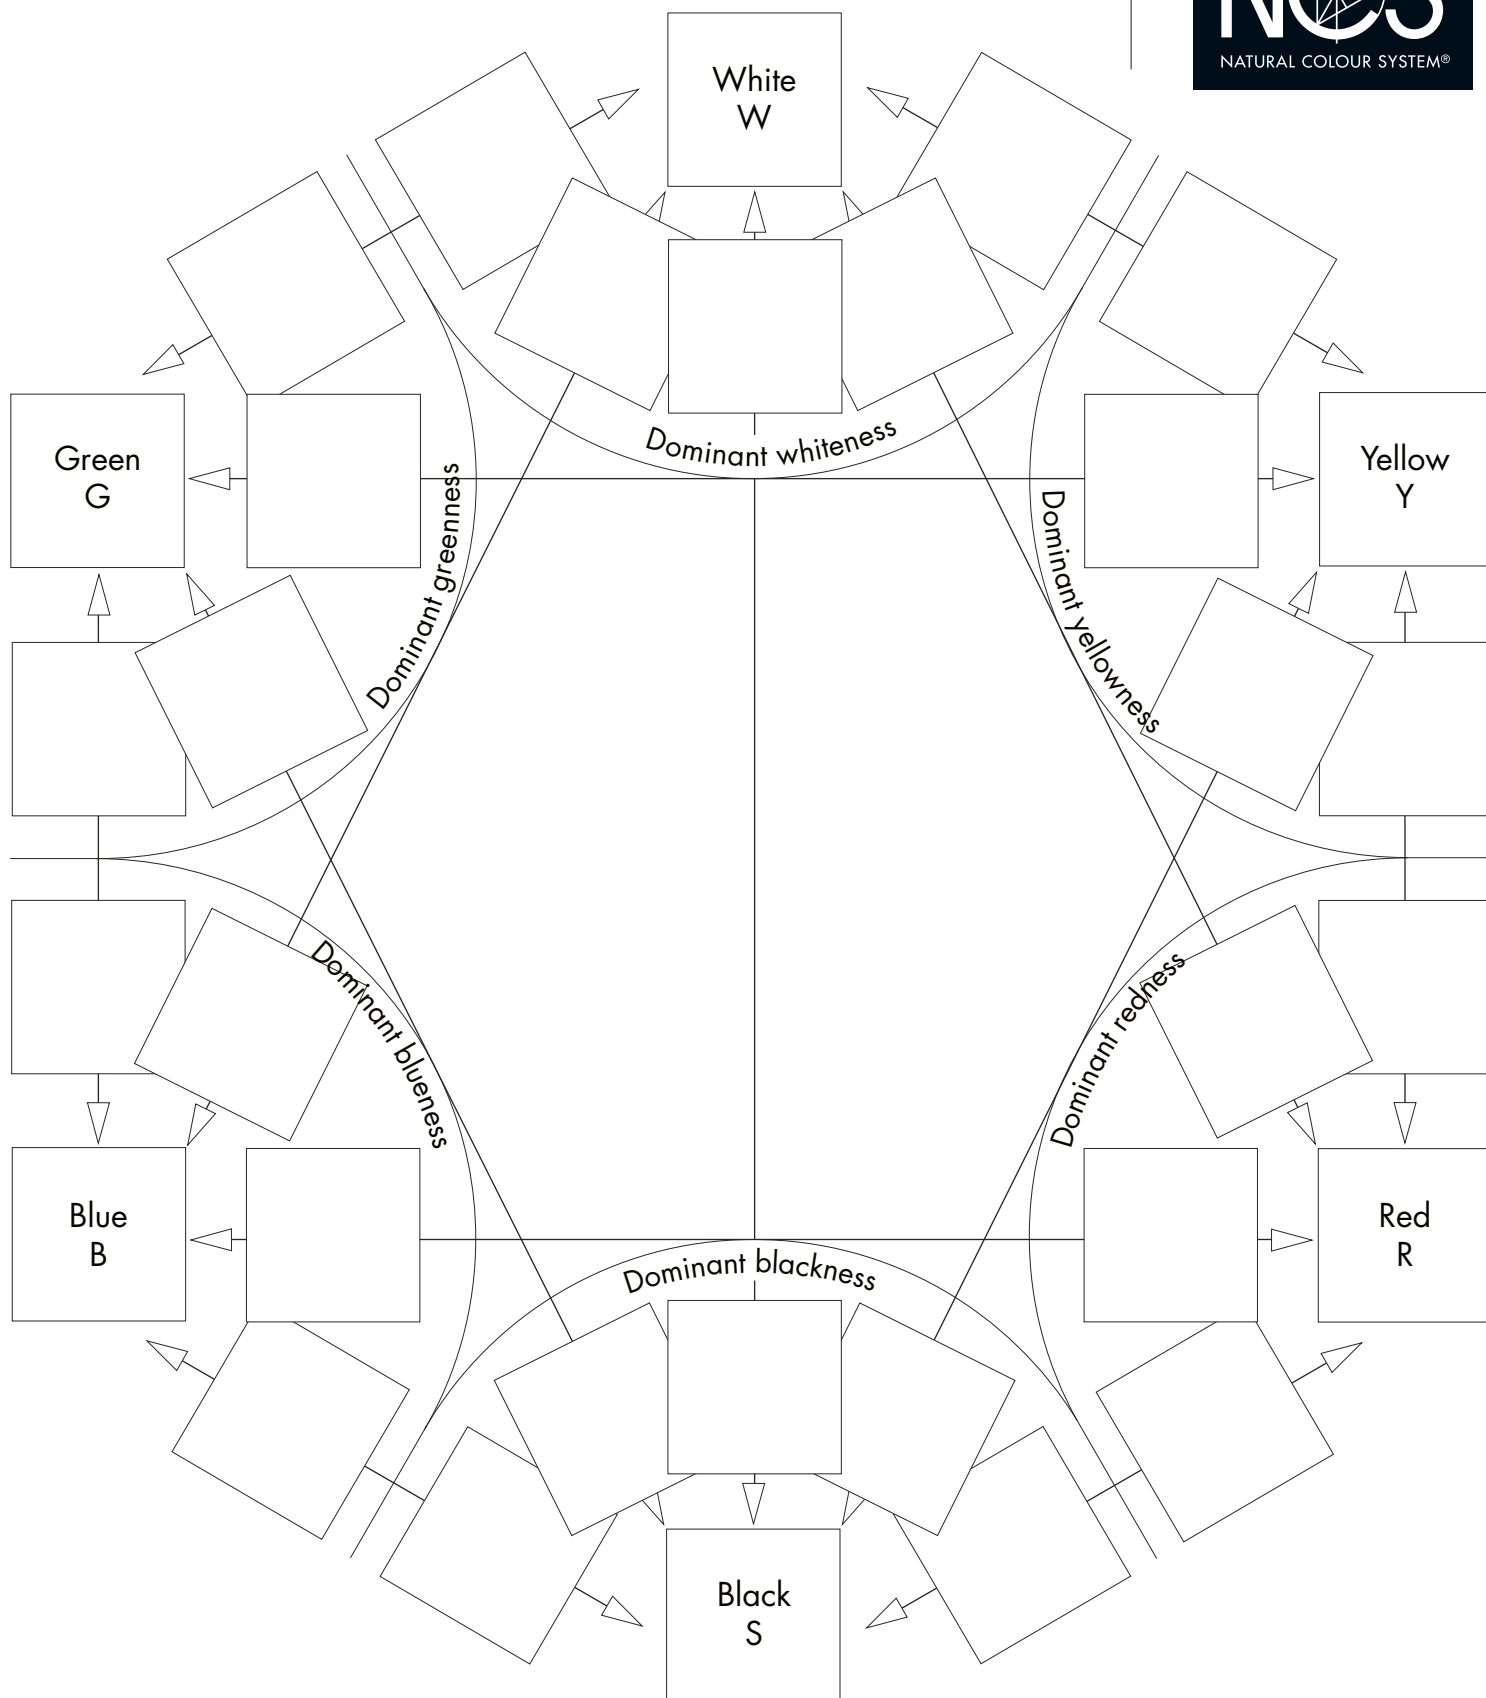 NCS
NATURAL COLOUR SYSTEM®
White
W
Dominant whiteness
Green
G
Dominant greenness
Yellow
Y
Dominant yellowness
Dominant blueness
Dominant redness
Blue
B
Red
R
Dominant blackness
Black
S